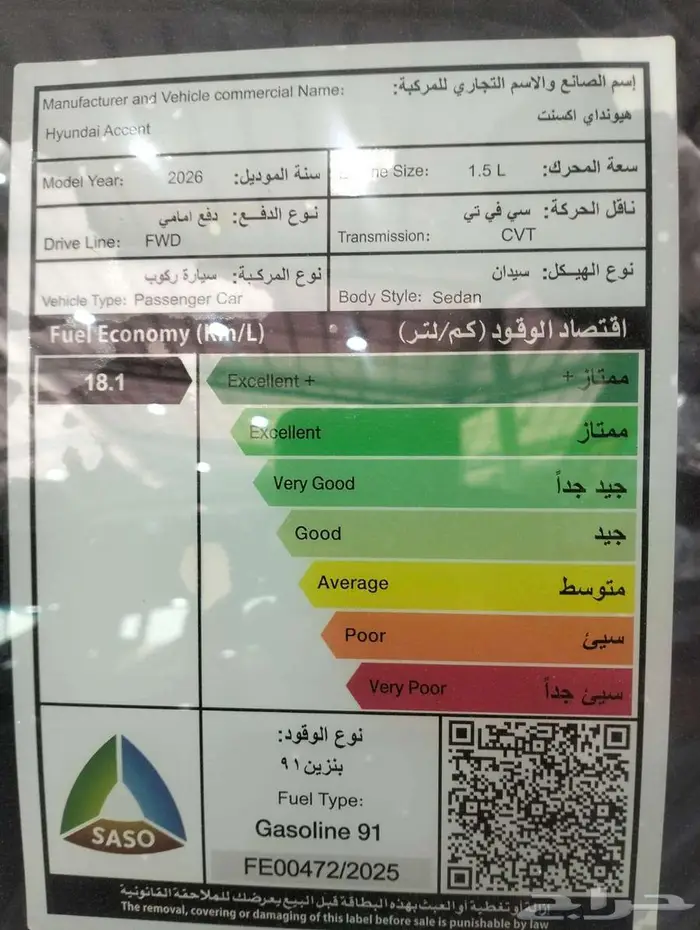 إسم الصانع والاسم التجاري للمركبة:
Manufacturer and Vehicle commercial Name:
هيونداي اكسنت
Hyundai Accent
Model Year: 2026 سنة الموديل:
Size: 1.5 L سعة المحرك:
نوع الدفع: دفع امامي
Drive Line: FWD
ناقل الحركة: سي في تي
Transmission: CVT
نوع المركبة: سيارة ركوب
Vehicle Type: Passenger Car
نوع الهيكل: سيدان
Body Style: Sedan
Fuel Economy (Km/L) اقتصاد الوقود (كم/لتر)
18.1
Excellent + ممتاز +
Excellent ممتاز
Very Good جيد جداً
Good جيد
Average متوسط
Poor سيئ
Very Poor سيئ جداً
SASO
نوع الوقود:
بنزين ٩١
Fuel Type:
Gasoline 91
FE00472/2025
إزالة أو تغطية أو العبث بهذه البطاقة قبل البيع يعرضك للملاحقة القانونية
The removal, covering or damaging of this label before sale is punishable by law
حراج